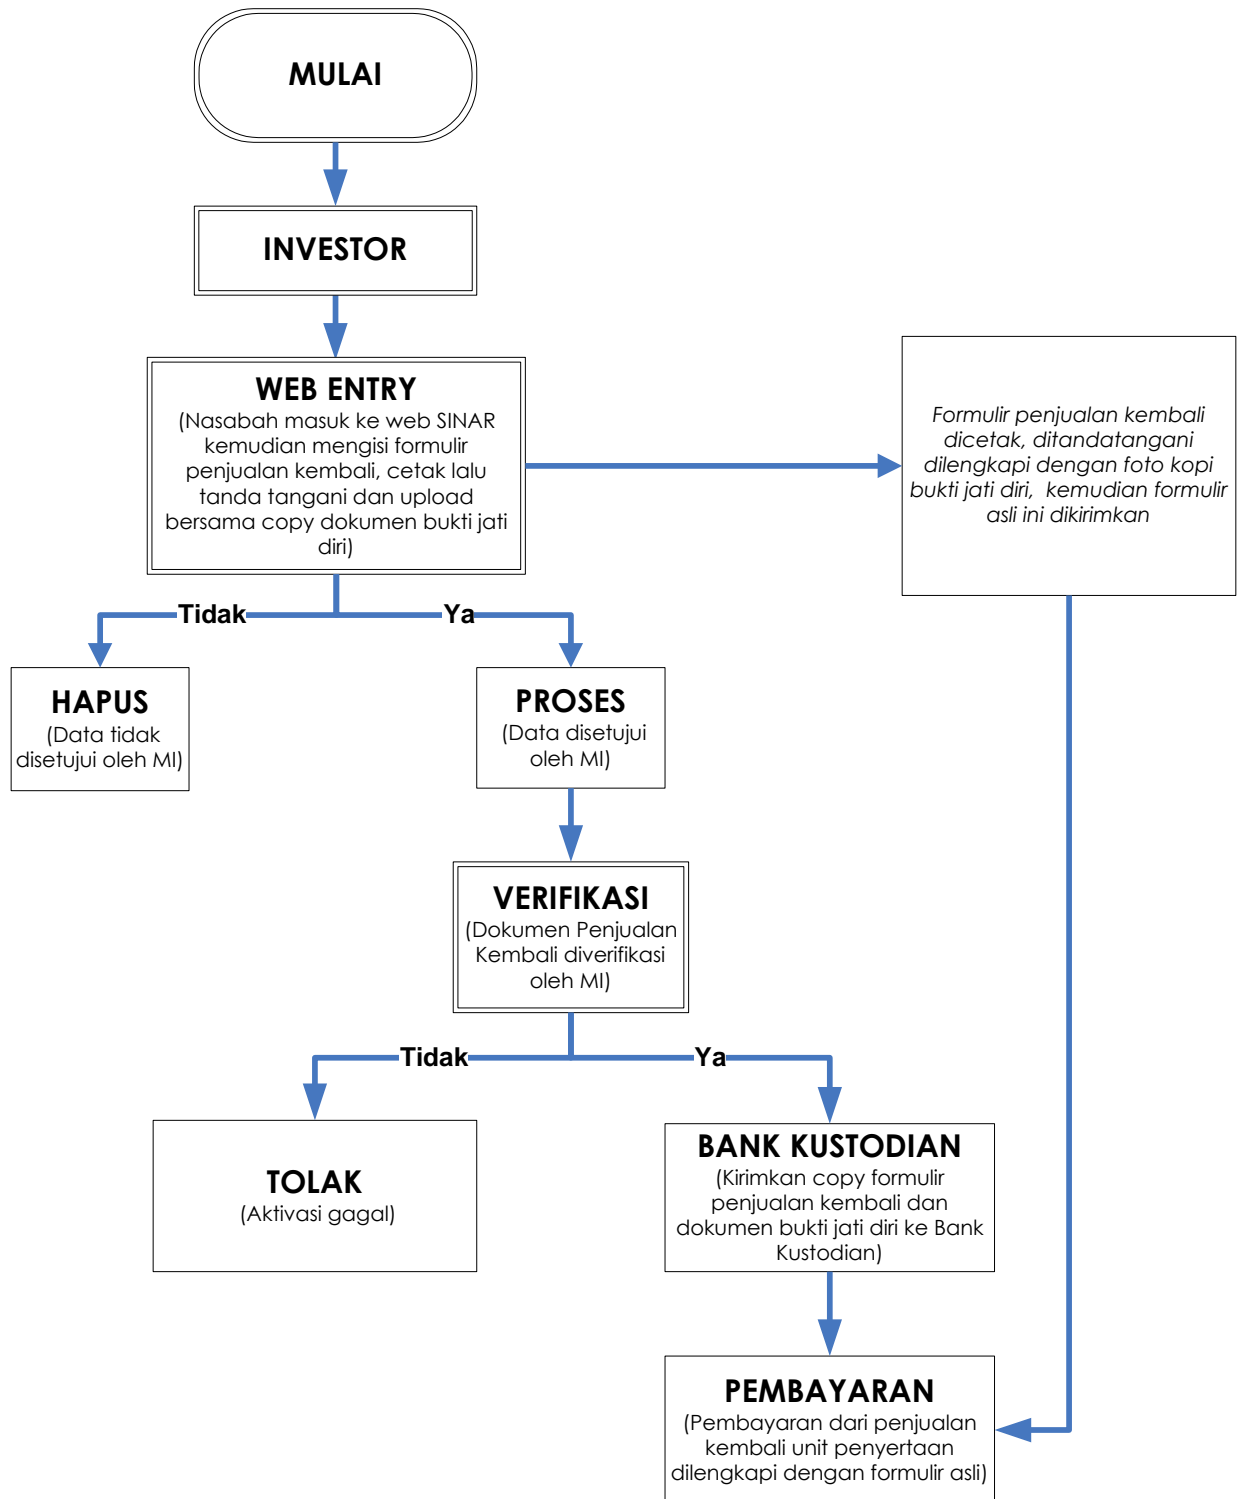 MULAI
INVESTOR
WEB ENTRY
(Nasabah masuk ke web SINAR
kemudian mengisi formulir
penjualan kembali, cetak lalu
tanda tangani dan upload
bersama copy dokumen bukti jati
diri)
Formulir penjualan kembali
dicetak, ditandatangani
dilengkapi dengan foto kopi
bukti jati diri,  kemudian formulir
asli ini dikirimkan
Tidak
Ya
HAPUS
(Data tidak
disetujui oleh MI)
PROSES
(Data disetujui
oleh MI)
VERIFIKASI
(Dokumen Penjualan
Kembali diverifikasi
oleh MI)
Tidak
Ya
TOLAK
(Aktivasi gagal)
BANK KUSTODIAN
(Kirimkan copy formulir
penjualan kembali dan
dokumen bukti jati diri ke Bank
Kustodian)
PEMBAYARAN
(Pembayaran dari penjualan
kembali unit penyertaan
dilengkapi dengan formulir asli)